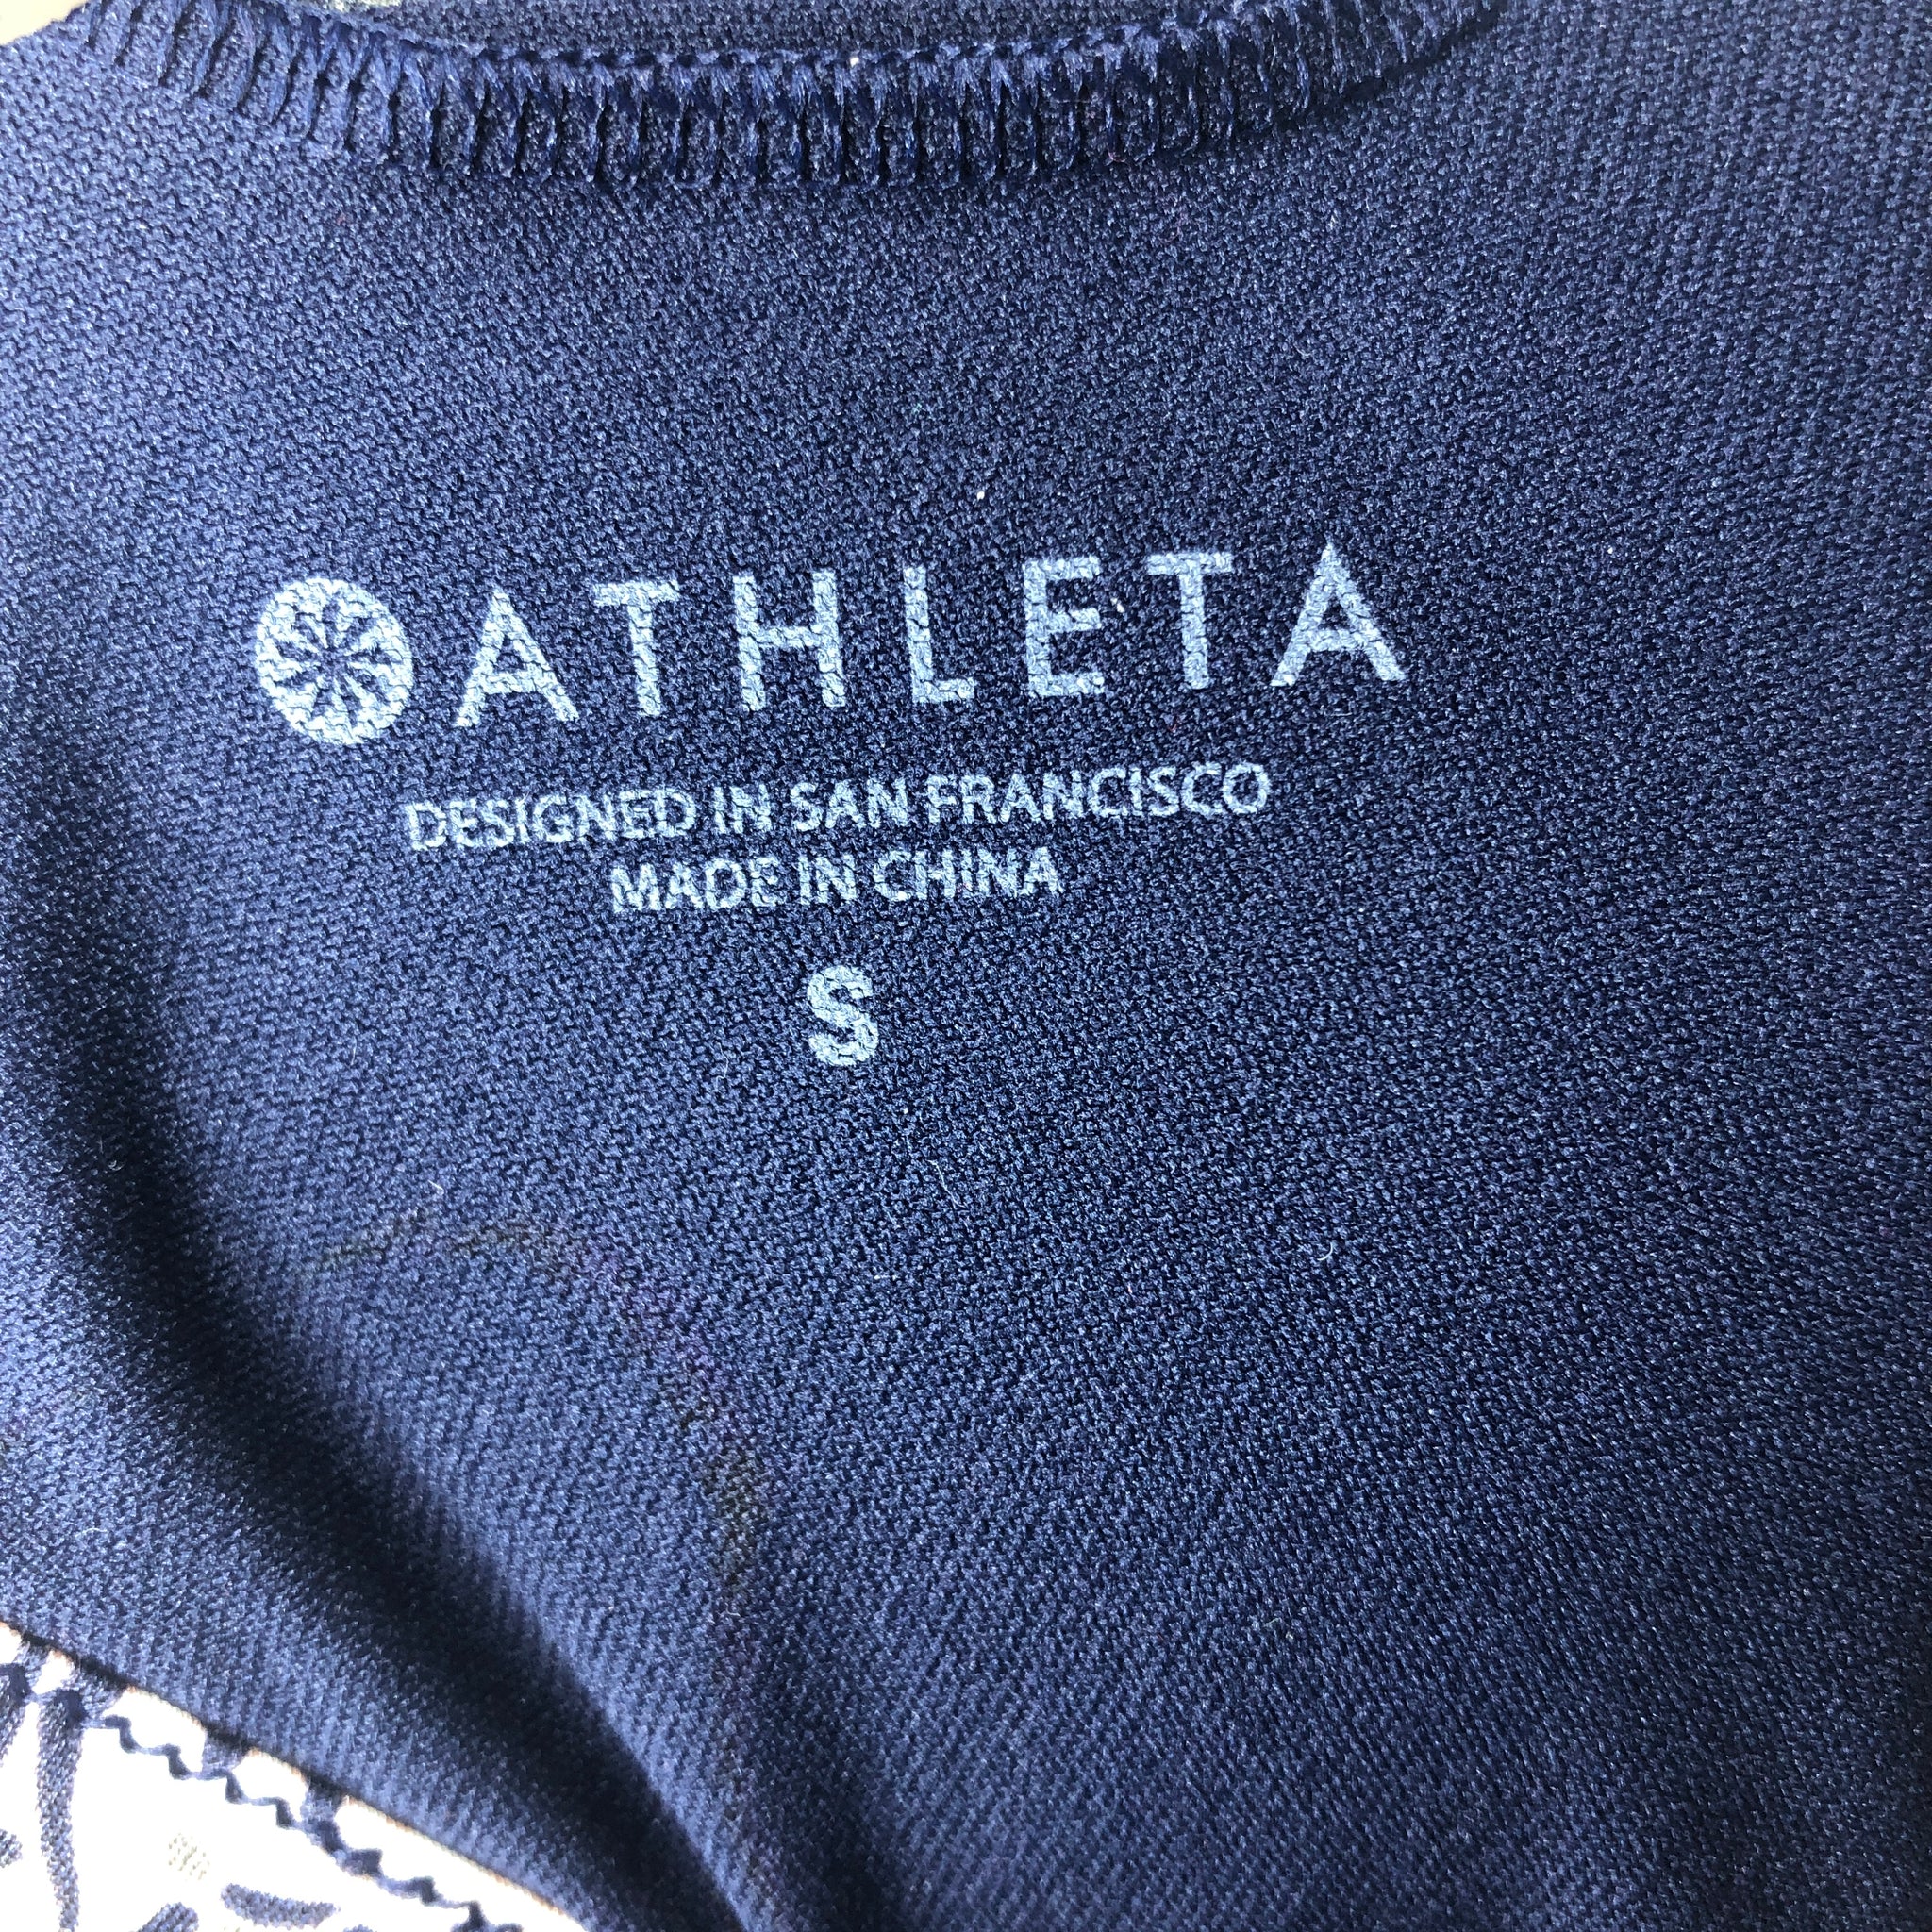 ATHLETA
DESIGNED IN SAN FRANCISCO
MADE IN CHINA
S